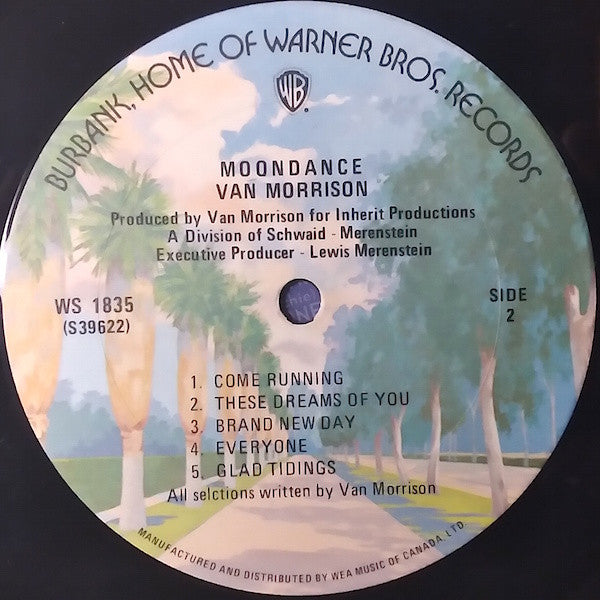 BURBANK, HOME OF WARNER BROS. RECORDS
WB
MOONDANCE
VAN MORRISON
Produced by Van Morrison for Inherit Productions
A Division of Schwaid - Merenstein
Executive Producer - Lewis Merenstein
WS 1835
(S39622)
SIDE
2
1. COME RUNNING
2. THESE DREAMS OF YOU
3. BRAND NEW DAY
4. EVERYONE
5. GLAD TIDINGS
All selctions written by Van Morrison
MANUFACTURED AND DISTRIBUTED BY WEA MUSIC OF CANADA, LTD.